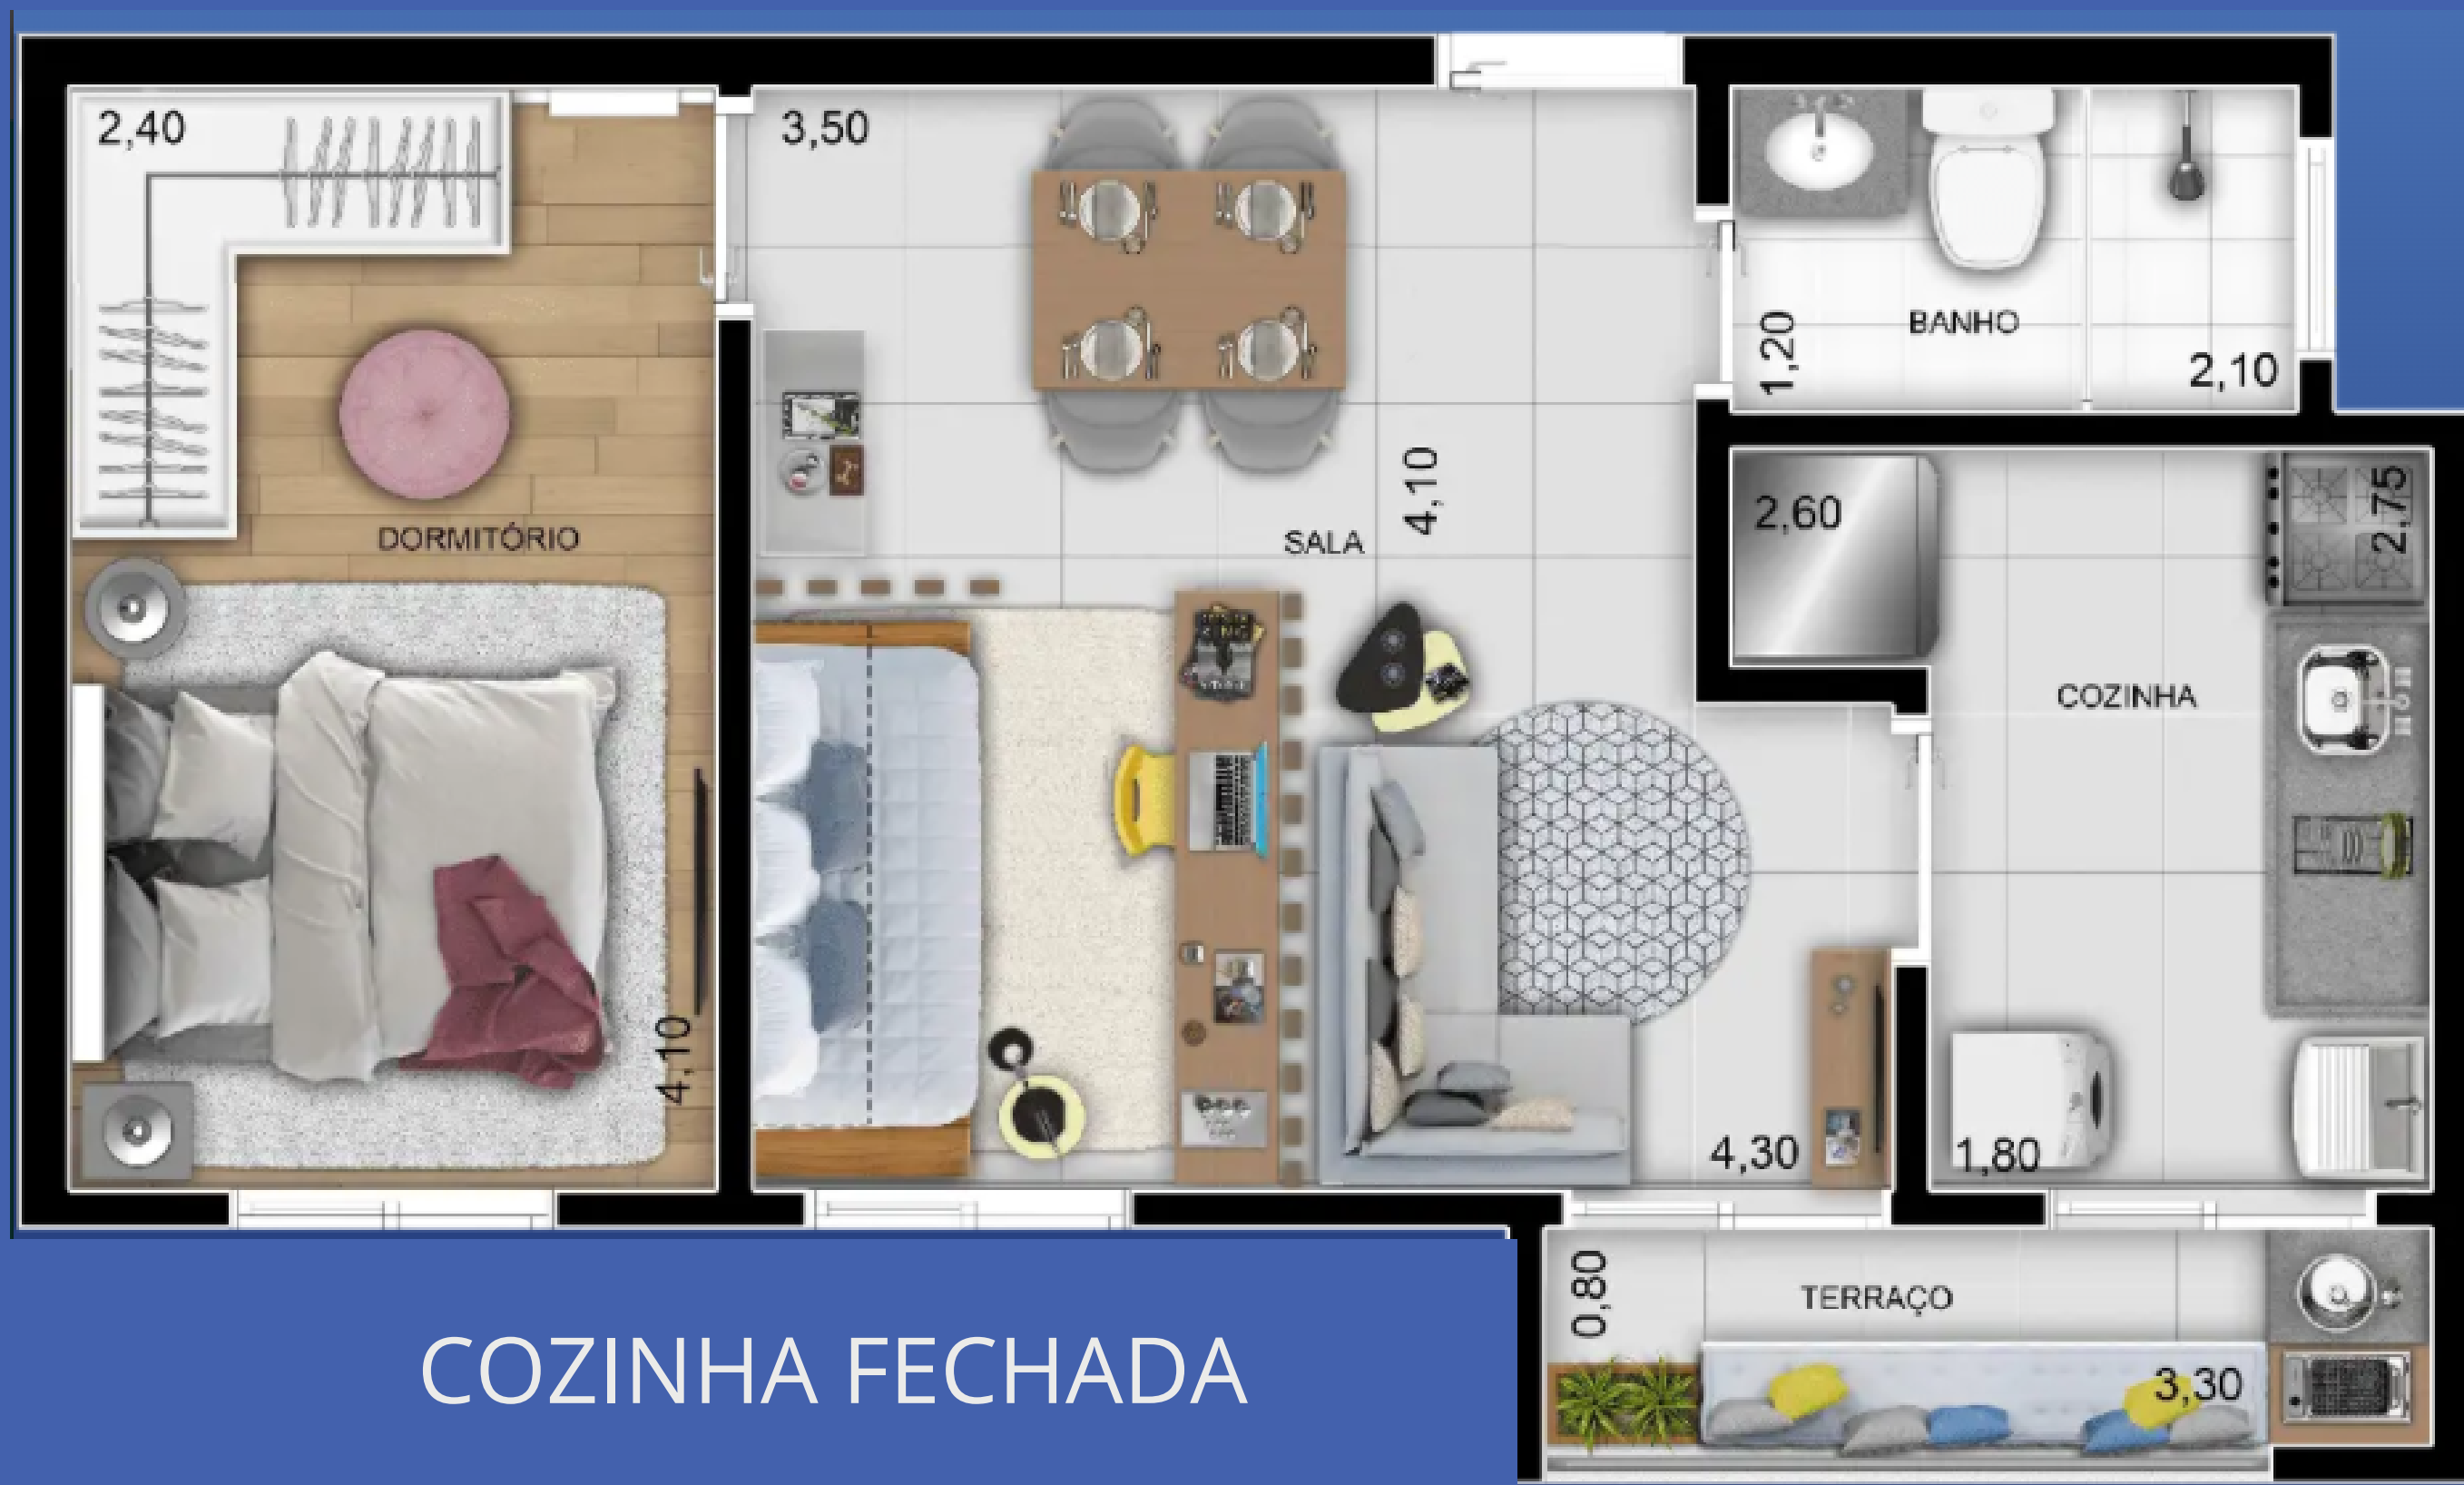 2,40
3,50
1,20
BANHO
2,10
4,10
2,60
2,75
DORMITÓRIO
SALA
COZINHA
4,10
4,30
1,80
0,80
TERRAÇO
3,30
COZINHA FECHADA